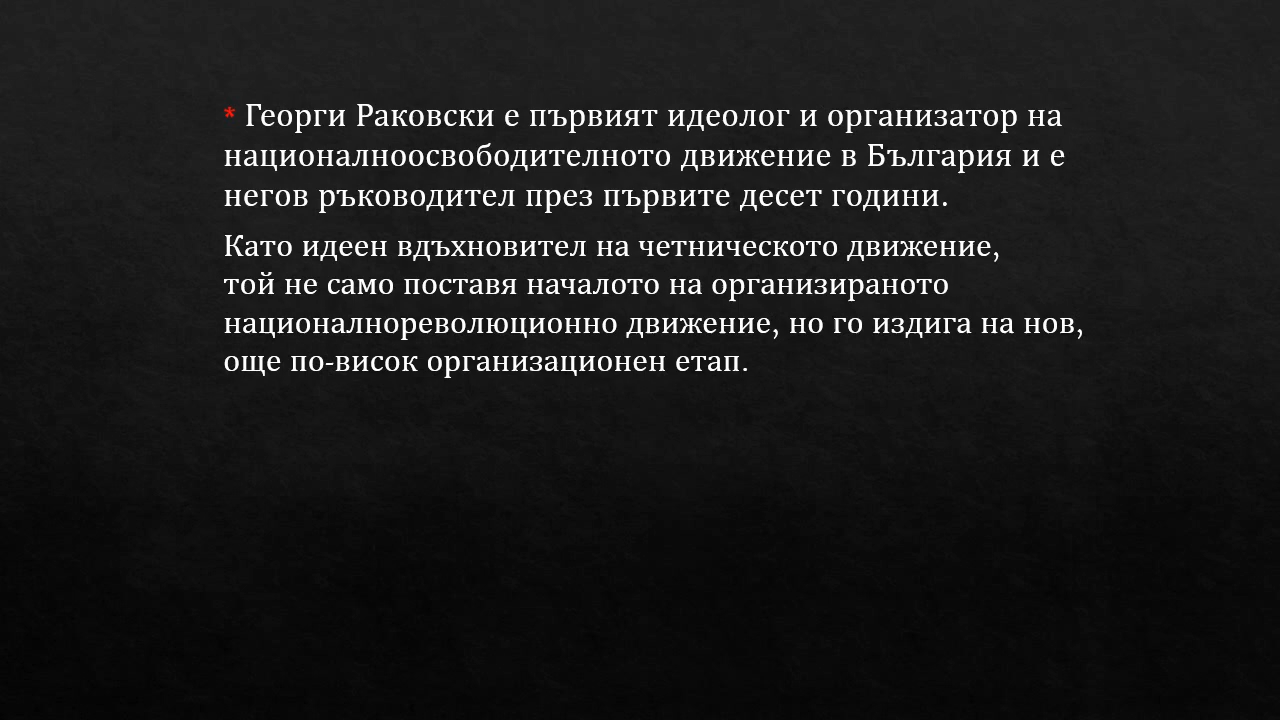 * Георги Раковски е първият идеолог и организатор на
националноосвободителното движение в България и е
негов ръководител през първите десет години.
Като идеен вдъхновител на четническото движение,
той не само поставя началото на организираното
националнореволюционно движение, но го издига на нов,
още по-висок организационен етап.